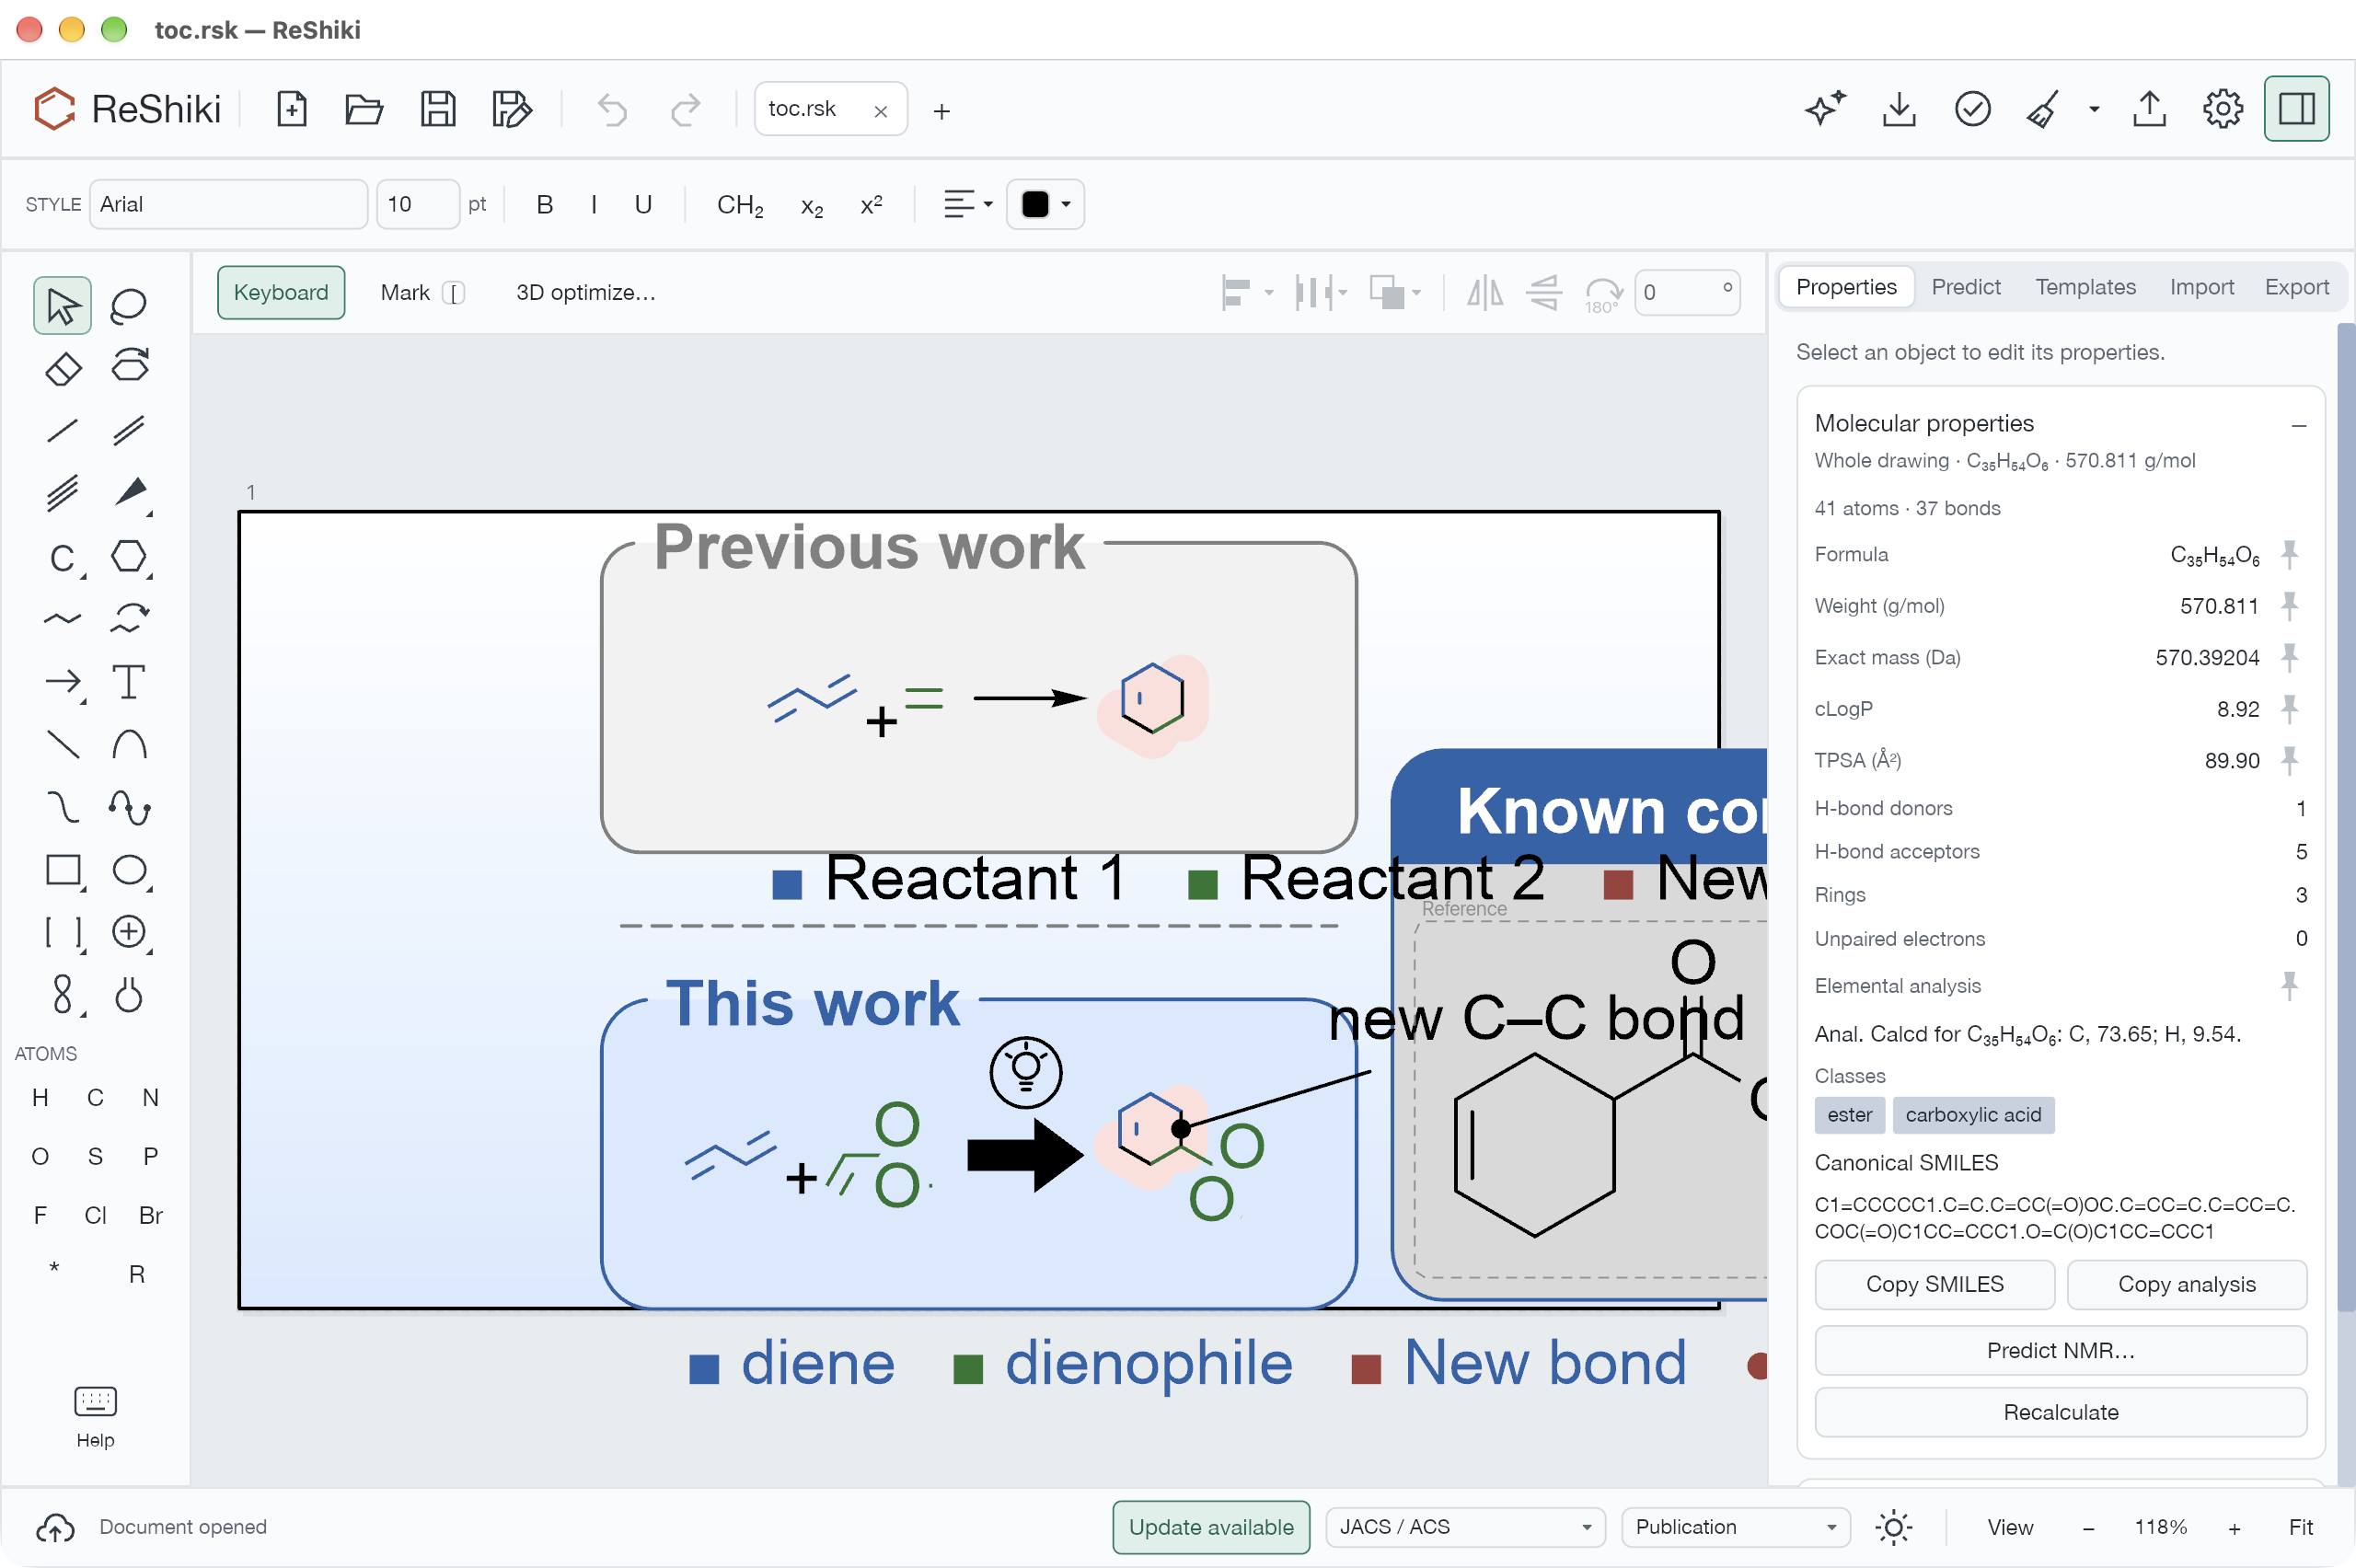 toc.rsk — ReShiki
ReShiki
toc.rsk × +
STYLE Arial 10 pt B I U CH₂ x₂ x²
Keyboard Mark [ 3D optimize… 180° 0 °
Properties Predict Templates Import Export
Select an object to edit its properties.
Molecular properties –
Whole drawing · C₃₅H₅₄O₆ · 570.811 g/mol
41 atoms · 37 bonds
Formula C₃₅H₅₄O₆
Weight (g/mol) 570.811
Exact mass (Da) 570.39204
cLogP 8.92
TPSA (Å²) 89.90
H-bond donors 1
H-bond acceptors 5
Rings 3
Unpaired electrons 0
Elemental analysis
Anal. Calcd for C₃₅H₅₄O₆: C, 73.65; H, 9.54.
Classes
ester carboxylic acid
Canonical SMILES
C1=CCCCC1.C=C.C=CC(=O)OC.C=CC=C.C=CC=C.
COC(=O)C1CC=CCC1.O=C(O)C1CC=CCC1
Copy SMILES Copy analysis
Predict NMR…
Recalculate
C
T
ATOMS
H C N
O S P
F Cl Br
* R
Help
1
Previous work
+
Reactant 1 Reactant 2 New
Known
Reference
This work
new C–C bond
O
O
O
+
O
O
diene dienophile New bond
Document opened
Update available JACS / ACS Publication View – 118% + Fit